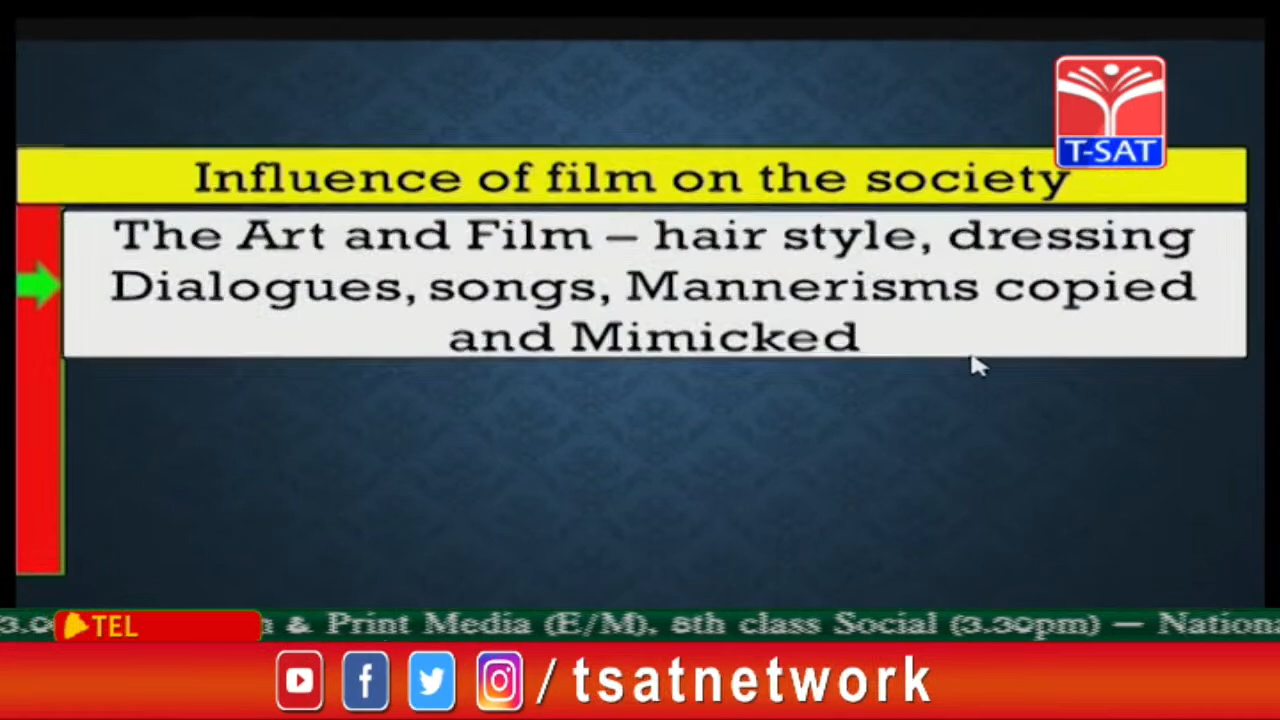 T-SAT
Influence of film on the society
The Art and Film – hair style, dressing
Dialogues, songs, Mannerisms copied
and Mimicked
TEL
& Print Media (E/M). 8th class Social (3.30pm) – Nationa
/tsatnetwork